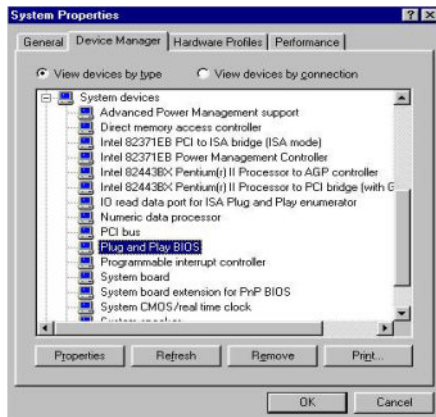 System Properties
General Device Manager Hardware Profiles Performance
View devices by type View devices by connection
System devices
Advanced Power Management support
Direct memory access controller
Intel 82371EB PCI to ISA bridge (ISA mode)
Intel 82371EB Power Management Controller
Intel 82443BX Pentium(r) II Processor to AGP controller
Intel 82443BX Pentium(r) II Processor to PCI bridge (with G
IO read data port for ISA Plug and Play enumerator
Numeric data processor
PCI bus
Plug and Play BIOS
Programmable interrupt controller
System board
System board extension for PnP BIOS
System CMOS/real time clock
System speaker
Properties Refresh Remove Print...
OK Cancel